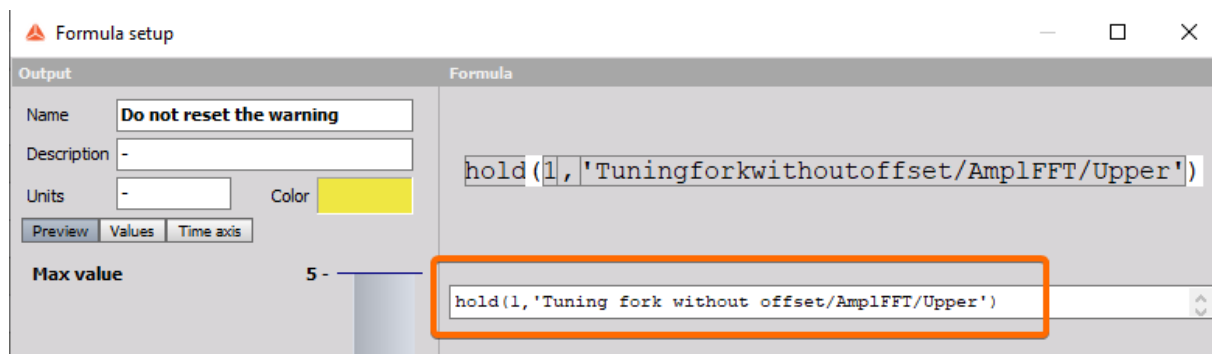 Formula setup
Output
Formula
Name Do not reset the warning
Description -
Units - Color
Preview Values Time axis
hold(1,'Tuningforkwithoutoffset/AmplFFT/Upper')
Max value 5 -
hold(1,'Tuning fork without offset/AmplFFT/Upper')